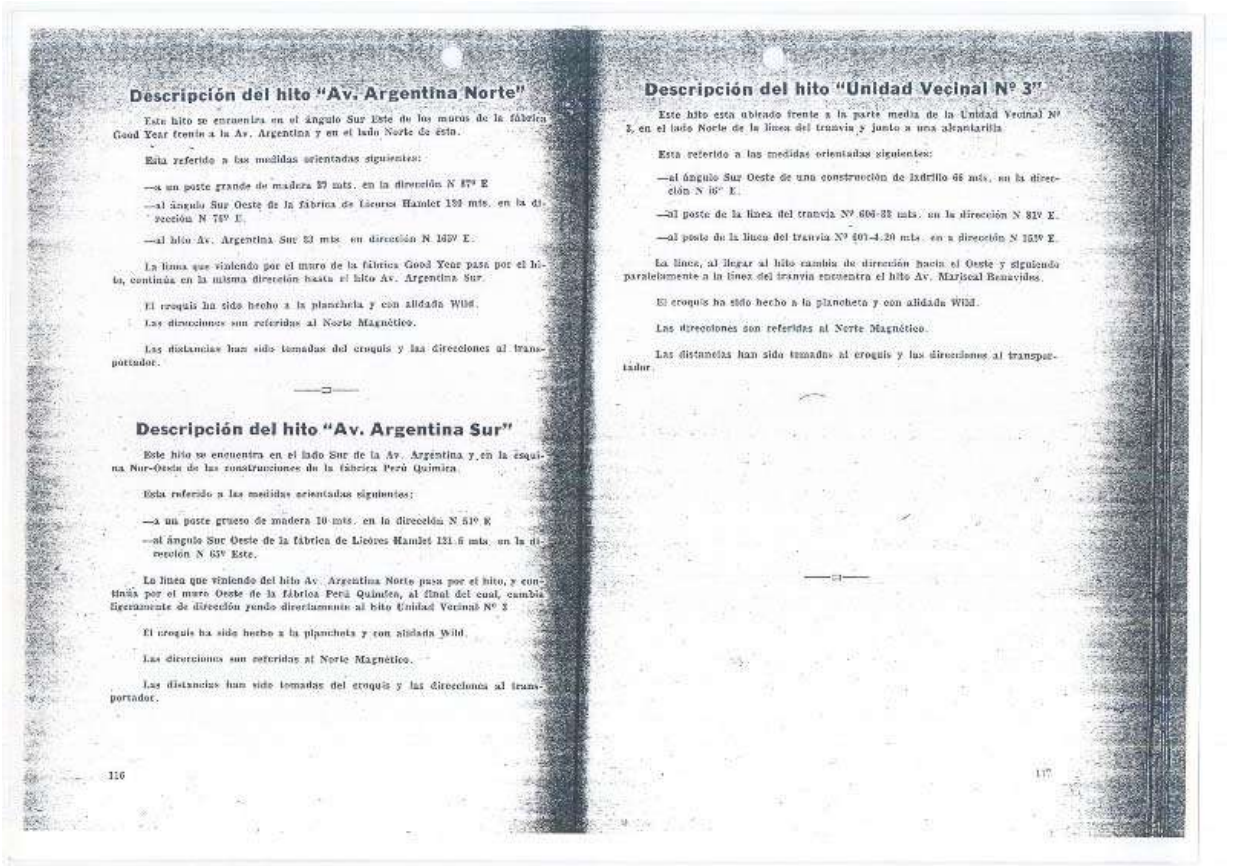 Descripción del hito "Av. Argentina Norte"
Este hito se encuentra en el ángulo Sur Este de los muros de la fábrica
Good Year frente a la Av. Argentina y en el lado Norte de ésta.
Esta referido a las medidas orientadas siguientes:
—a un poste grande de madera mts. en la dirección N 87º E
—al ángulo Sur Oeste de la fábrica de Licores Hamlet mts. en la di-
rección N E.
—al hito Av. Argentina Sur mts. en dirección N 165º E.
La linea que viniendo por el muro de la fábrica Good Year pasa por el hi-
to, continúa en la misma dirección hasta el hito Av. Argentina Sur.
El croquis ha sido hecho a la plancheta y con alidada Wild.
Las direcciones son referidas al Norte Magnético.
Las distancias han sido tomadas del croquis y las direcciones al trans-
portador.
Descripción del hito "Av. Argentina Sur"
Este hito se encuentra en el lado Sur de la Av. Argentina y en la esqui-
na Nor-Oeste de las construcciones de la fábrica Perú Quimica.
Esta referido a las medidas orientadas siguientes:
—a un poste grueso de madera 10 mts. en la dirección N 51º E
—al ángulo Sur Oeste de la fábrica de Licores Hamlet 121.6 mts. en la di-
rección N 65º Este.
La linea que viniendo del hito Av. Argentina Norte pasa por el hito, y con-
tinúa por el muro Oeste de la fábrica Perú Quimica, al final del cual, cambia
ligeramente de dirección yendo directamente al hito Unidad Vecinal Nº 3
El croquis ha sido hecho a la plancheta y con alidada Wild.
Las direcciones son referidas al Norte Magnético.
Las distancias han sido tomadas del croquis y las direcciones al trans-
portador.
116
Descripción del hito "Unidad Vecinal Nº 3"
Este hito esta ubicado frente a la parte media de la Unidad Vecinal Nº
3, en el lado Norte de la linea del tranvia y junto a una alcantarilla.
Esta referido a las medidas orientadas siguientes:
—al ángulo Sur Oeste de una construcción de ladrillo mts. en la direc-
ción N E.
—al poste de la linea del tranvia Nº mts. en la dirección N 81º E.
—al poste de la linea del tranvia Nº mts. en a dirección N E.
La linea, al llegar al hito cambia de dirección hacia el Oeste y siguiendo
paralelamente a la linea del tranvia encuentra el hito Av. Mariscal Benavides.
El croquis ha sido hecho a la plancheta y con alidada Wild.
Las direcciones son referidas al Norte Magnético.
Las distancias han sido tomadas al croquis y las direcciones al transpor-
tador.
117